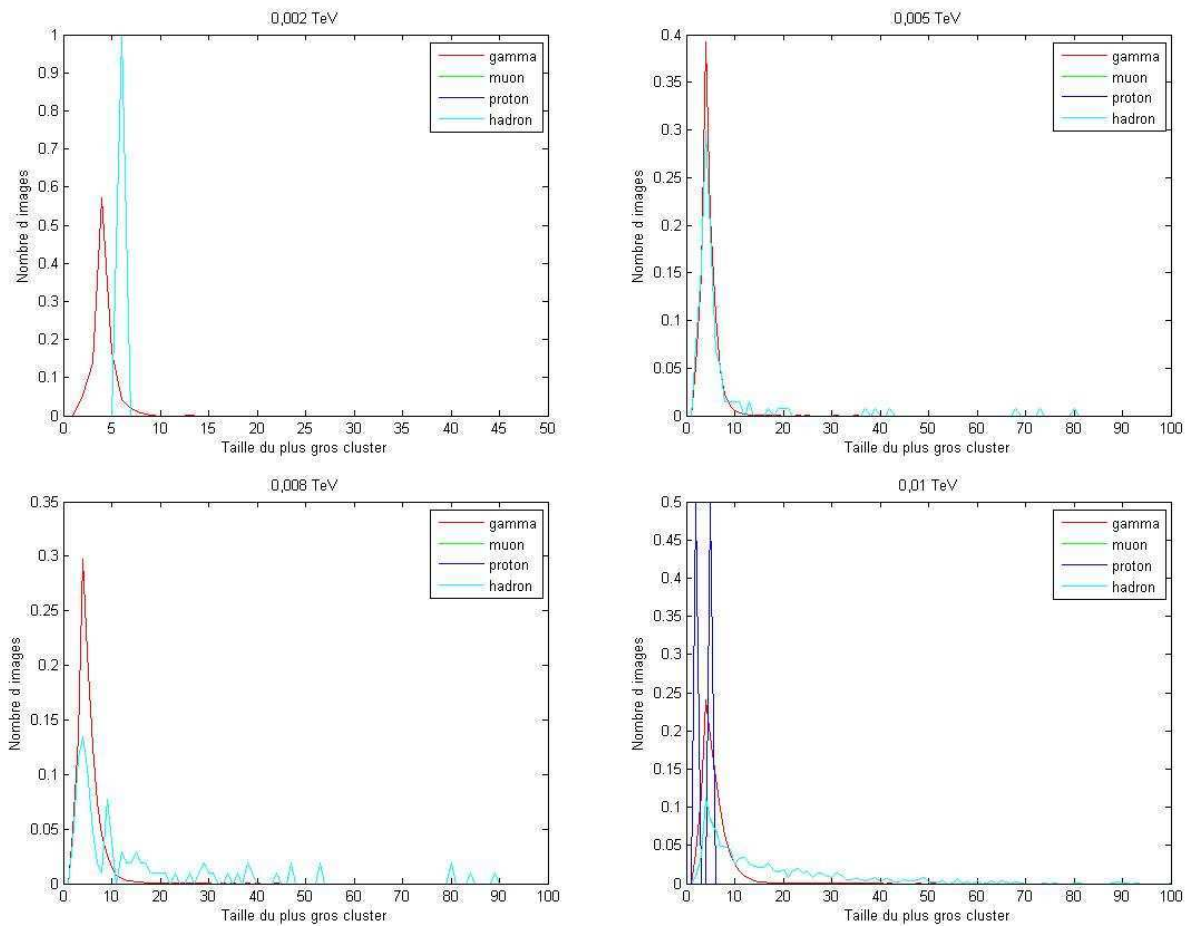 0,002 TeV
1
0.9
0.8
0.7
0.6
0.5
0.4
0.3
0.2
0.1
0
Nombre d images
gamma
muon
proton
hadron
0 5 10 15 20 25 30 35 40 45 50
Taille du plus gros cluster
0,005 TeV
0.4
0.35
0.3
0.25
0.2
0.15
0.1
0.05
0
Nombre d images
gamma
muon
proton
hadron
0 10 20 30 40 50 60 70 80 90 100
Taille du plus gros cluster
0,008 TeV
0.35
0.3
0.25
0.2
0.15
0.1
0.05
0
Nombre d images
gamma
muon
proton
hadron
0 10 20 30 40 50 60 70 80 90 100
Taille du plus gros cluster
0,01 TeV
0.5
0.45
0.4
0.35
0.3
0.25
0.2
0.15
0.1
0.05
0
Nombre d images
gamma
muon
proton
hadron
0 10 20 30 40 50 60 70 80 90 100
Taille du plus gros cluster